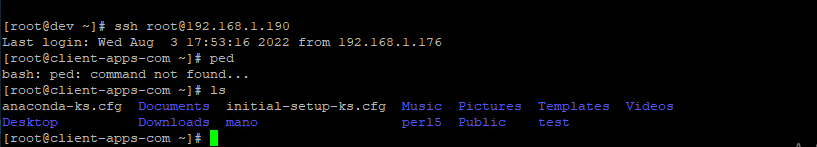 [root@dev ~]# ssh root@192.168.1.190
Last login: Wed Aug  3 17:53:16 2022 from 192.168.1.176
[root@client-apps-com ~]# ped
bash: ped: command not found...
[root@client-apps-com ~]# ls
anaconda-ks.cfg  Documents  initial-setup-ks.cfg  Music  Pictures  Templates  Videos
Desktop          Downloads  mano                  perl5  Public    test
[root@client-apps-com ~]#